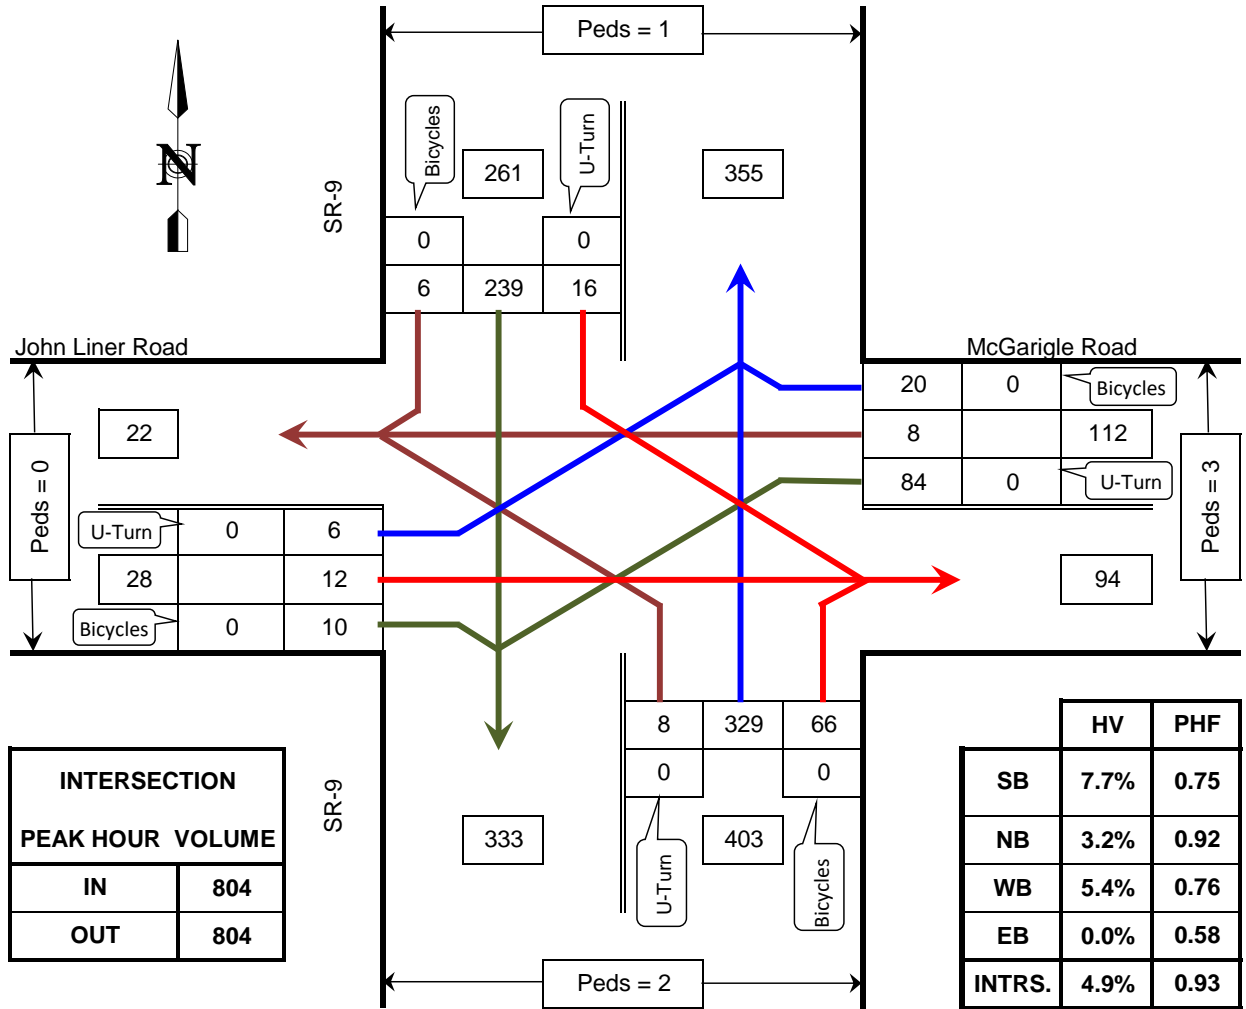 Peds = 1
N
SR-9
Bicycles
261
U-Turn
355
0
0
6 239 16
John Liner Road
McGarigle Road
20 0 Bicycles
22
8 112
Peds = 0
84 0 U-Turn
Peds = 3
U-Turn 0 6
28 12
94
Bicycles 0 10
8 329 66
0 0
SR-9
333
U-Turn
403
Bicycles
Peds = 2
INTERSECTION
PEAK HOUR VOLUME
IN 804
OUT 804
HV PHF
SB 7.7% 0.75
NB 3.2% 0.92
WB 5.4% 0.76
EB 0.0% 0.58
INTRS. 4.9% 0.93